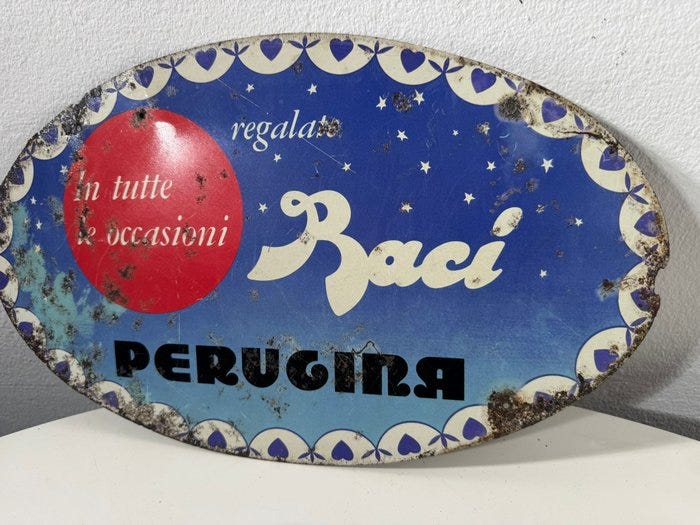 In tutte
le occasioni
regalate
Baci
PERUGINA